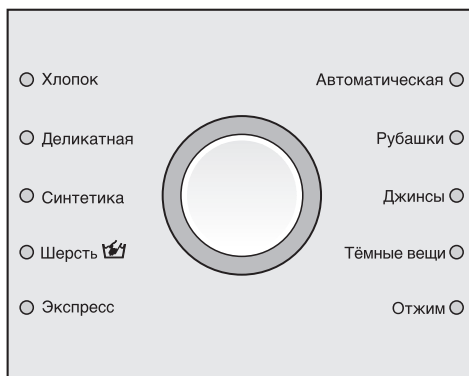 Хлопок
Деликатная
Синтетика
Шерсть
Экспресс
Автоматическая
Рубашки
Джинсы
Тёмные вещи
Отжим